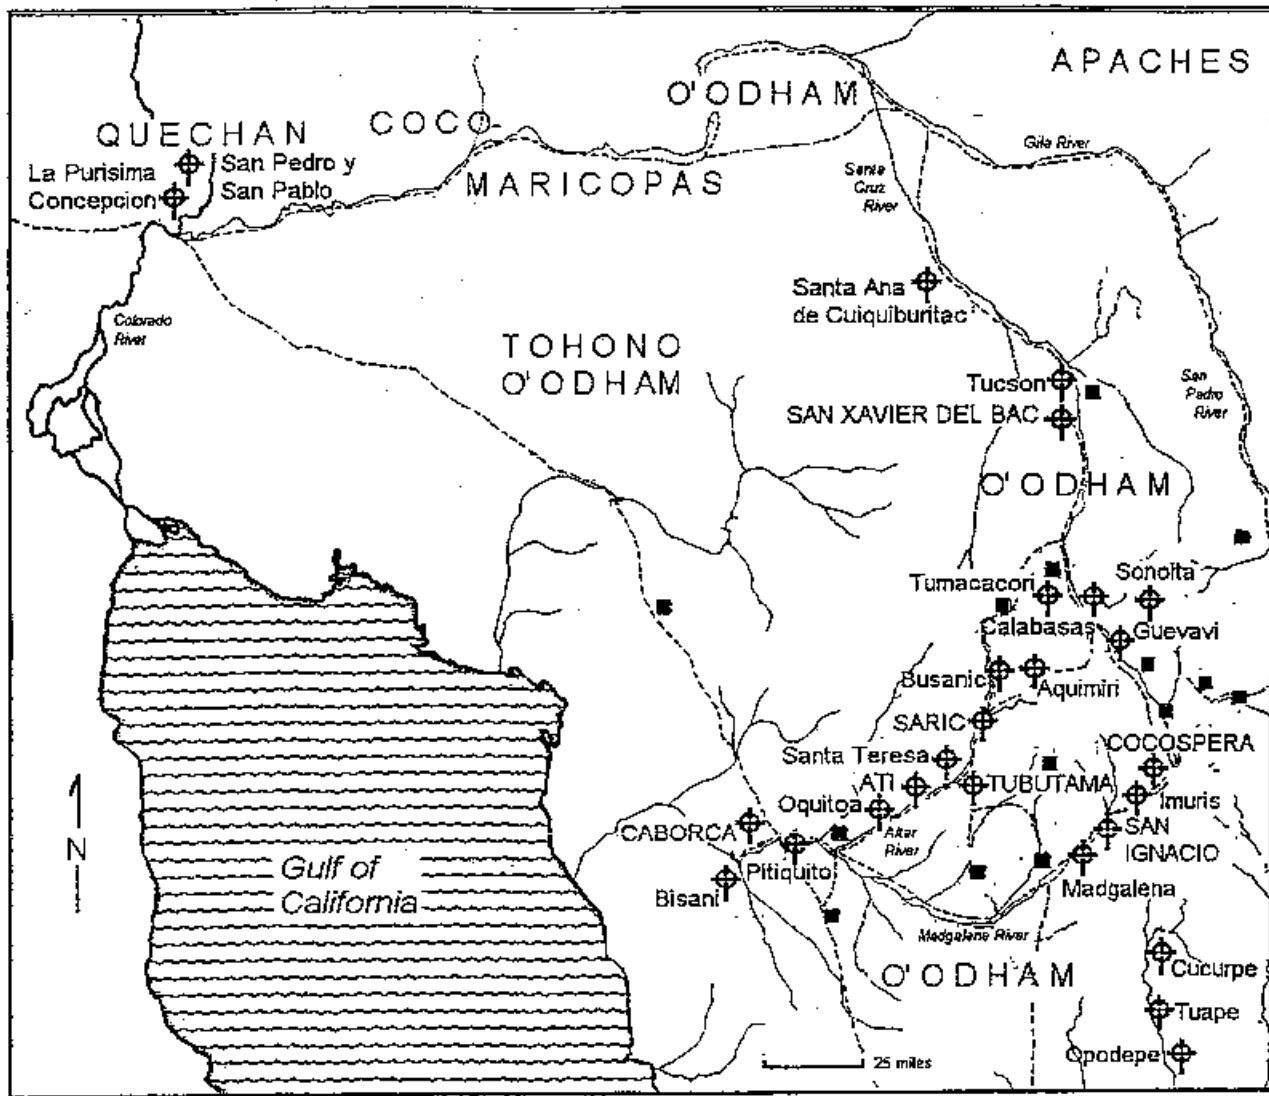 APACHES
O'ODHAM
COCO-
QUECHAN
MARICOPAS
La Purisima
Concepcion
San Pedro y
San Pablo
Gila River
Santa
Cruz
River
Santa Ana
de Cuiquiburitac
Colorado
River
TOHONO
O'ODHAM
Tucson
SAN XAVIER DEL BAC
San
Pedro
River
O'ODHAM
Tumacacori
Sonoita
Calabasas
Guevavi
Busanic
Aquimiri
SARIC
COCOSPERA
Santa Teresa
ATI
TUBUTAMA
Imuris
Oquitoa
CABORCA
Altar
River
SAN
IGNACIO
Pitiquito
Madgalena
Bisani
N
Gulf of
California
Madgalena River
O'ODHAM
Cucurpe
Tuape
Opodepe
25 miles